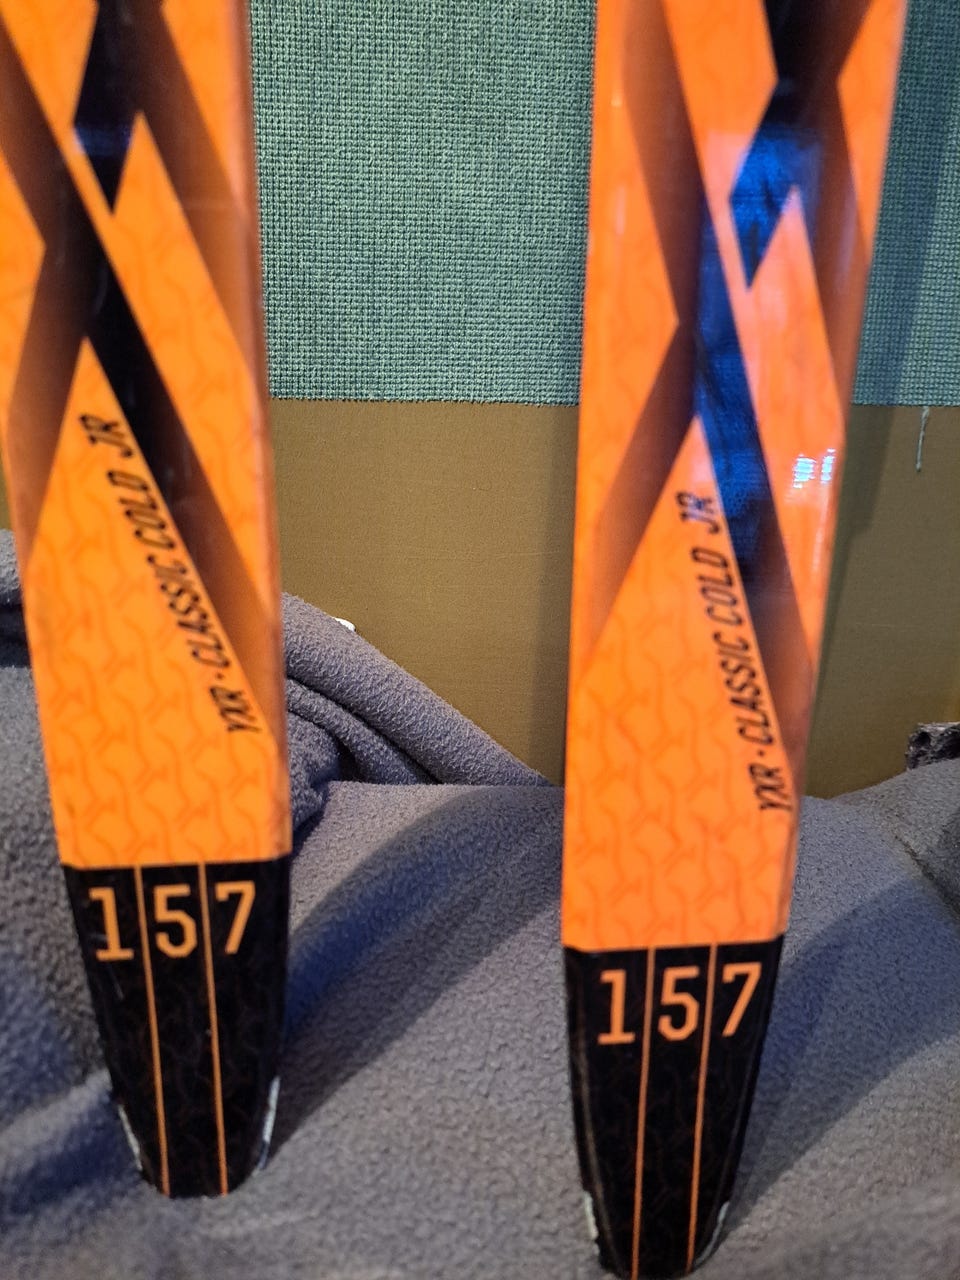 YXR · CLASSIC COLD JR
157
YXR · CLASSIC COLD JR
157